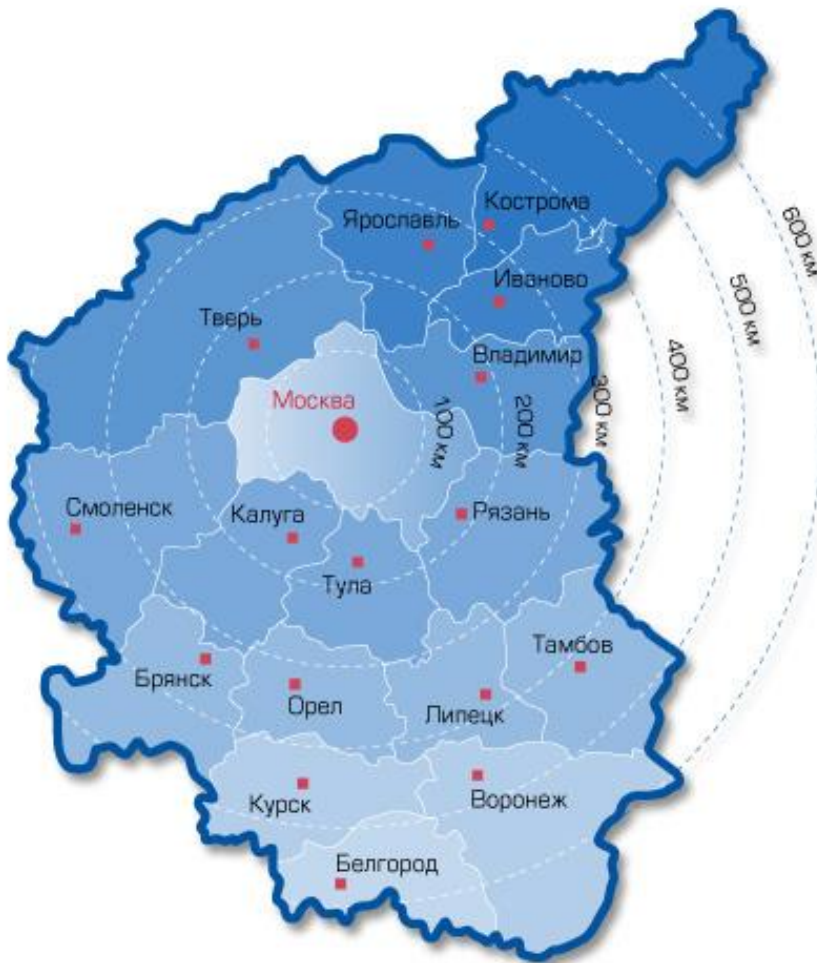 Кострома
Ярославль
Иваново
Тверь
Владимир
Москва
100 км
200 км
300 км
400 км
500 км
600 км
Смоленск
Калуга
Рязань
Тула
Тамбов
Брянск
Орел
Липецк
Курск
Воронеж
Белгород